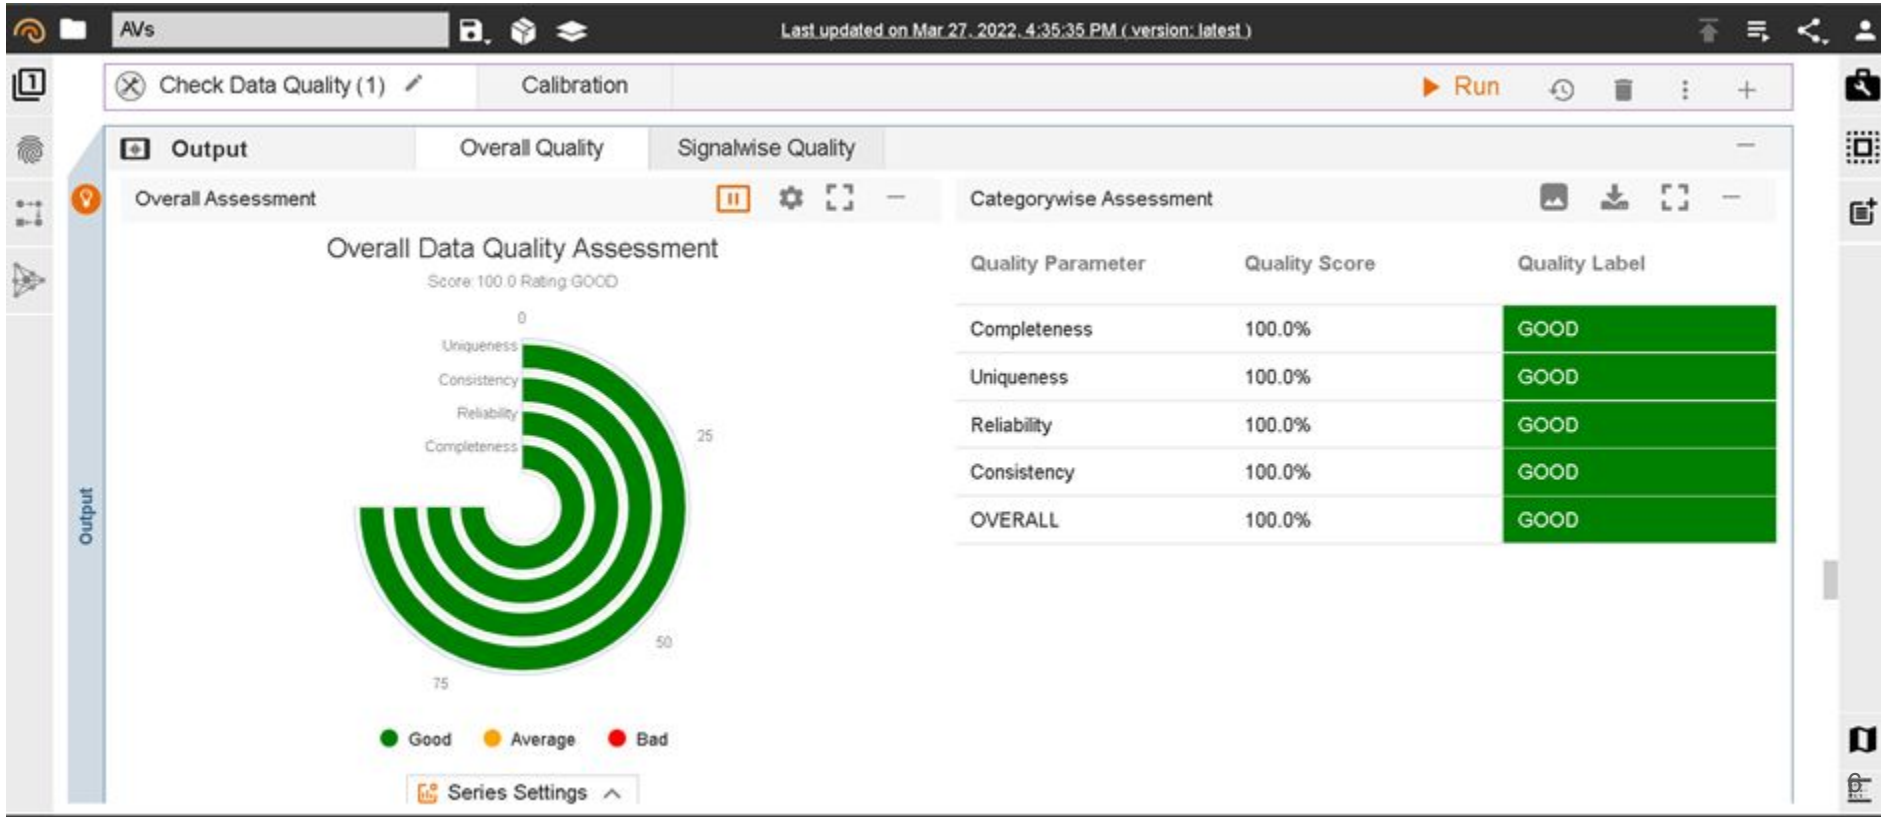 AVs
Last updated on Mar 27, 2022, 4:35:35 PM ( version: latest )
1
Check Data Quality (1)
Calibration
Run
Output
Overall Quality
Signalwise Quality
Overall Assessment
Categorywise Assessment
Overall Data Quality Assessment
Score: 100.0 Rating:GOOD
0
Uniqueness
Consistency
Reliability
Completeness
25
50
75
Good
Average
Bad
Series Settings
Quality Parameter Quality Score Quality Label
Completeness 100.0% GOOD
Uniqueness 100.0% GOOD
Reliability 100.0% GOOD
Consistency 100.0% GOOD
OVERALL 100.0% GOOD
Output